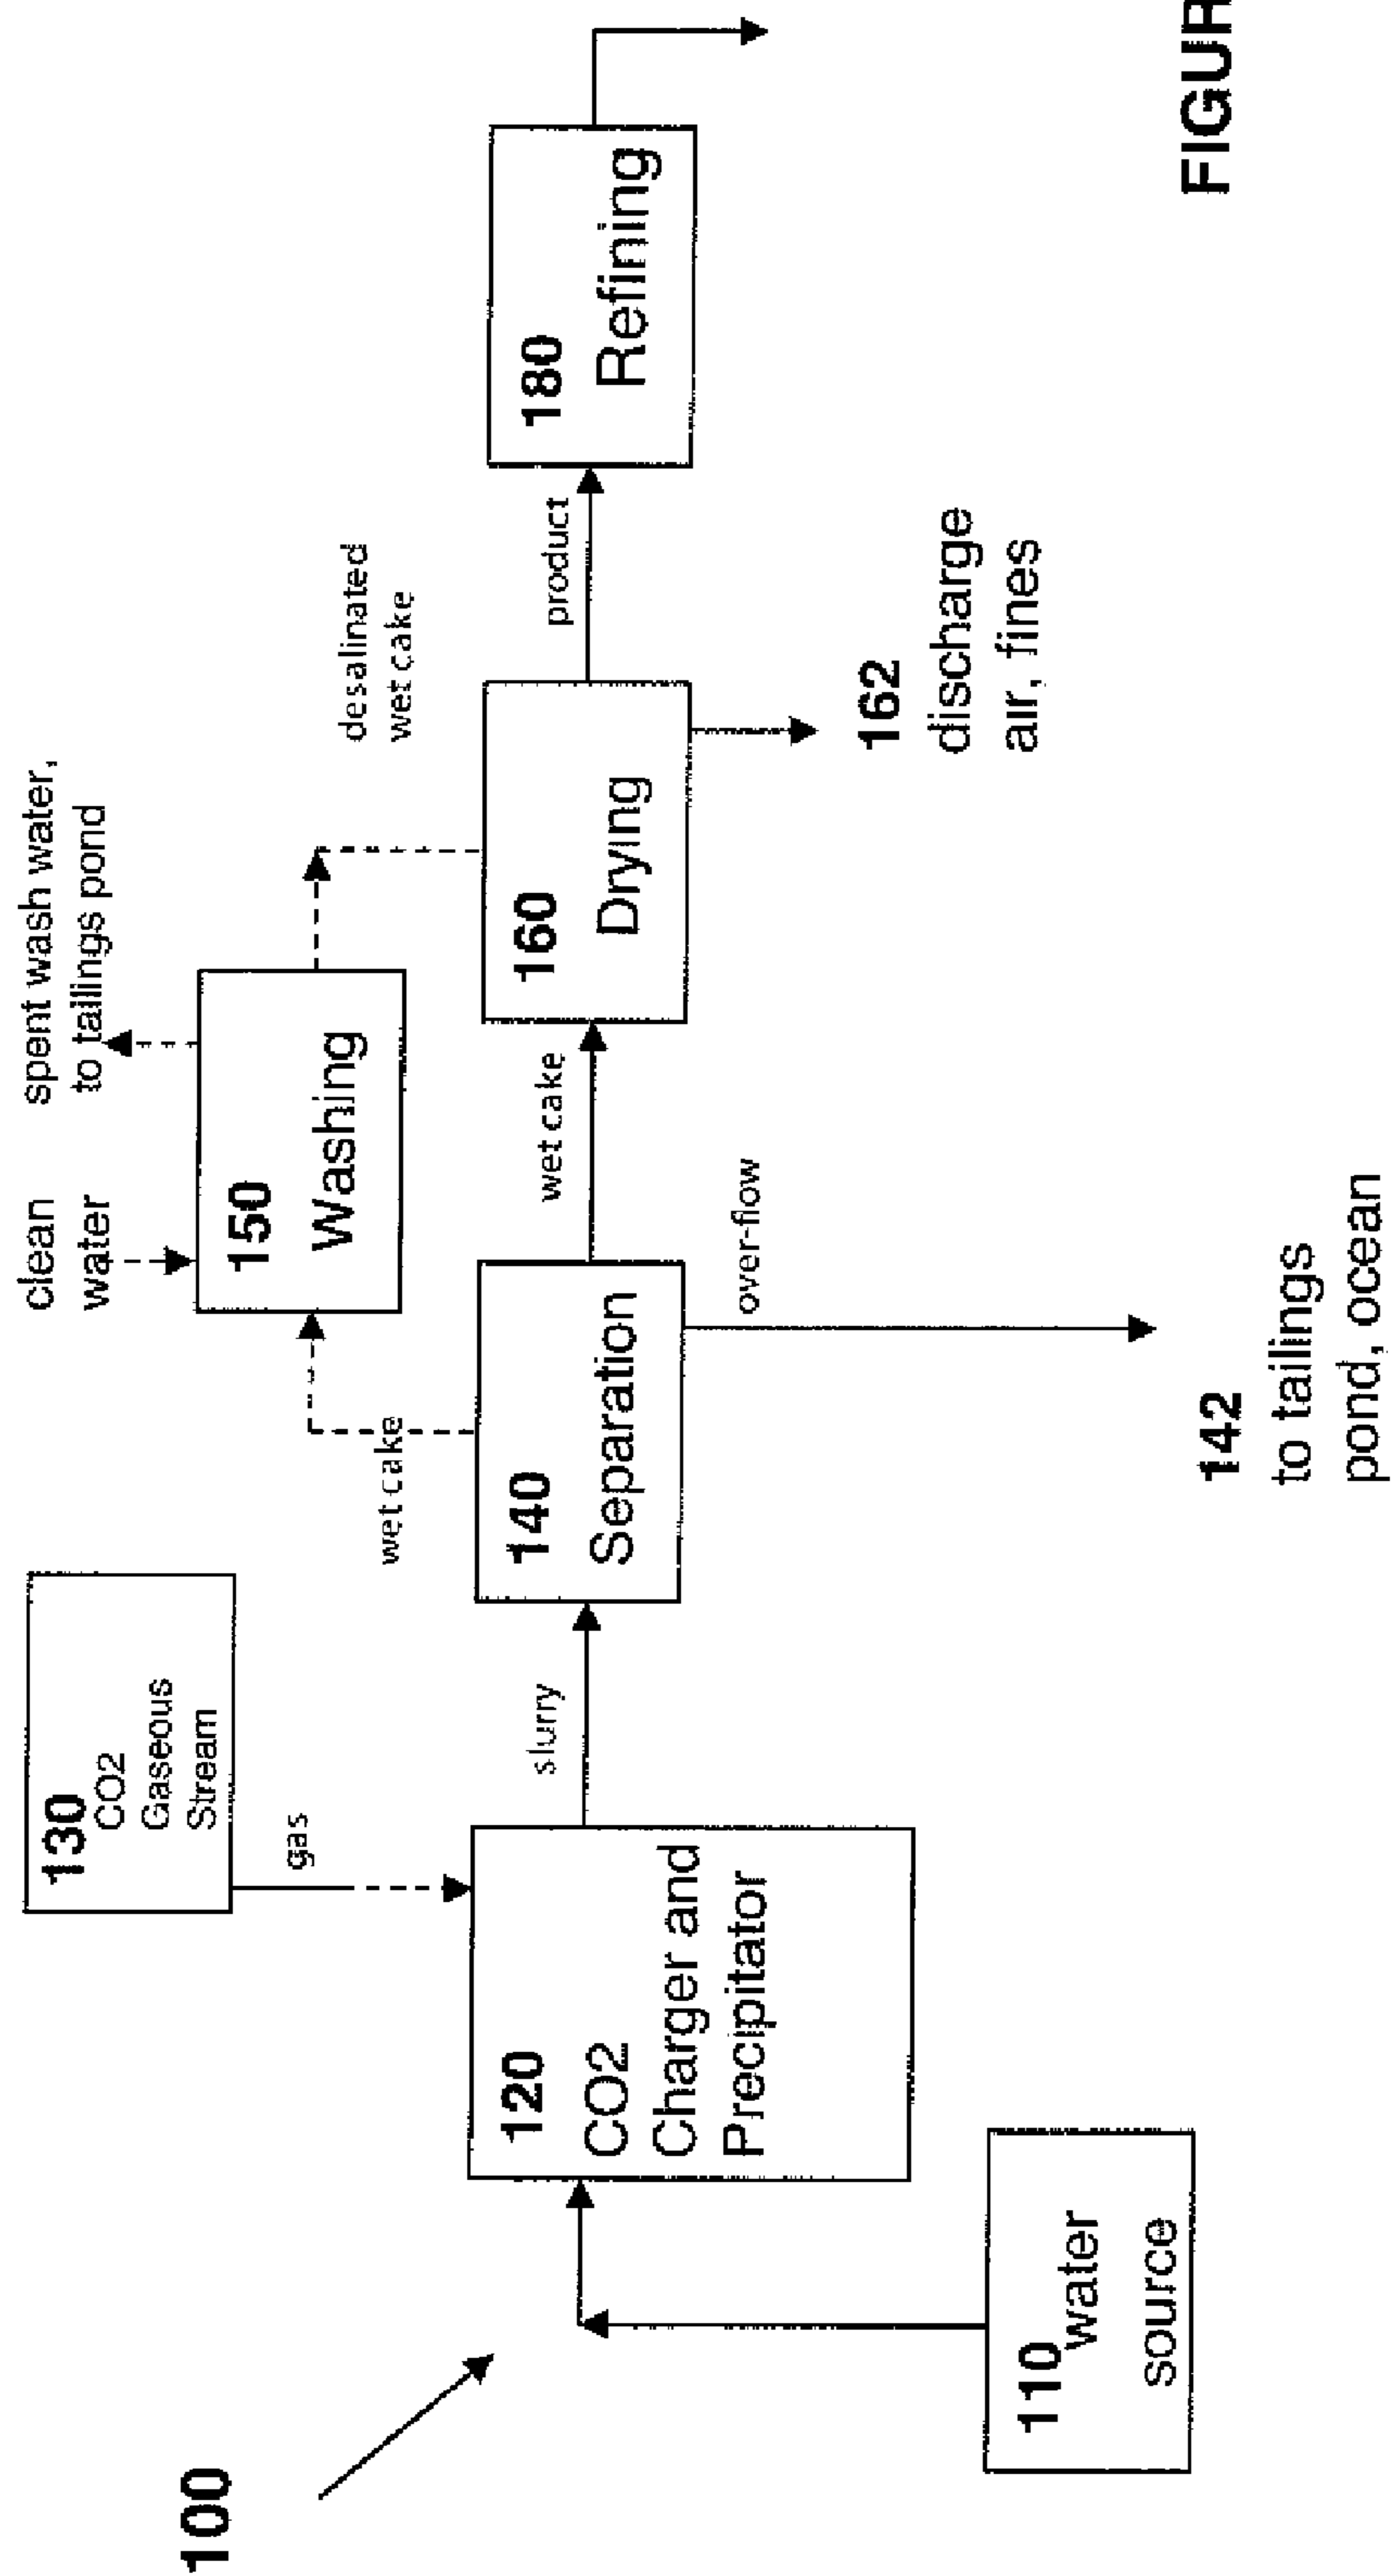 100
110
water
source
120
CO2
Charger and
Precipitator
130
CO2
Gaseous
Stream
gas
slurry
140
Separation
wet cake
wet cake
over-flow
142
to tailings
pond, ocean
clean
water
spent wash water,
to tailings pond
150
Washing
desalinated
wet cake
160
Drying
162
discharge
air, fines
product
180
Refining
FIGUR